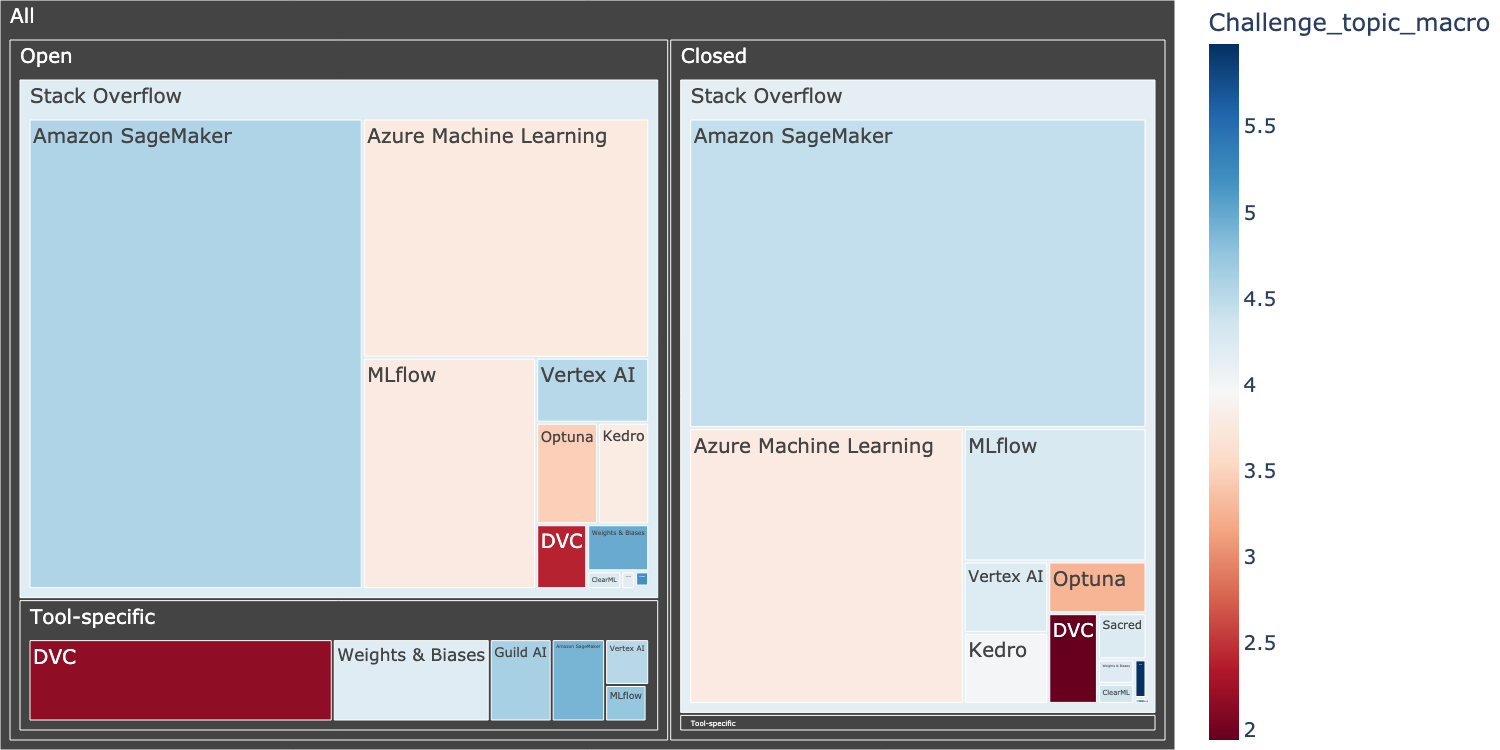 All
Open
Stack Overflow
Amazon SageMaker
Azure Machine Learning
MLflow
Vertex AI
Optuna
Kedro
DVC
Weights & Biases
ClearML
Tool-specific
DVC
Weights & Biases
Guild AI
Amazon SageMaker
Vertex AI
MLflow
Closed
Stack Overflow
Amazon SageMaker
Azure Machine Learning
MLflow
Vertex AI
Optuna
Kedro
DVC
Sacred
Weights & Biases
ClearML
Tool-specific
Challenge_topic_macro
5.5
5
4.5
4
3.5
3
2.5
2